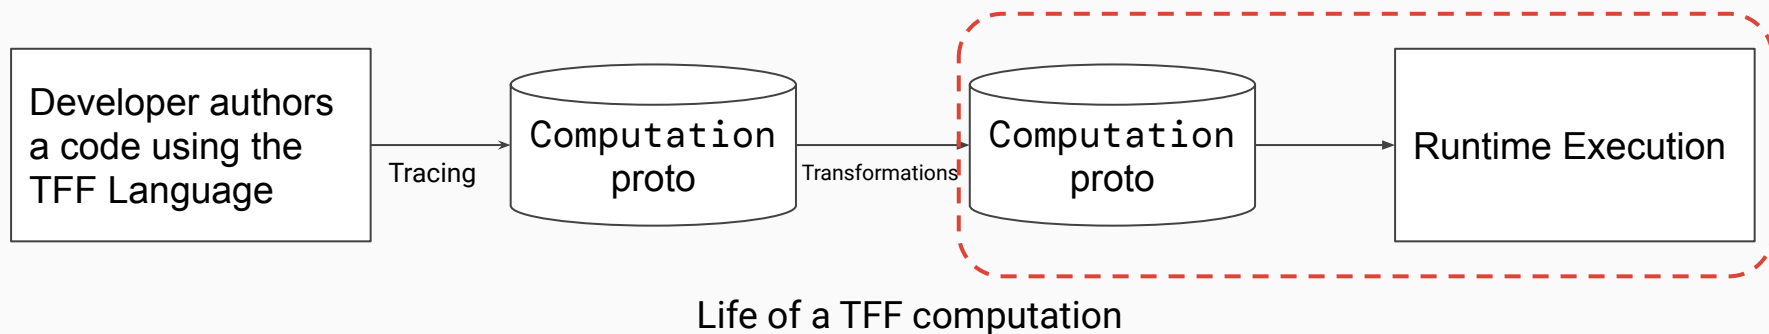 Developer authors
a code using the
TFF Language
Tracing
Computation
proto
Transformations
Computation
proto
Runtime Execution
Life of a TFF computation